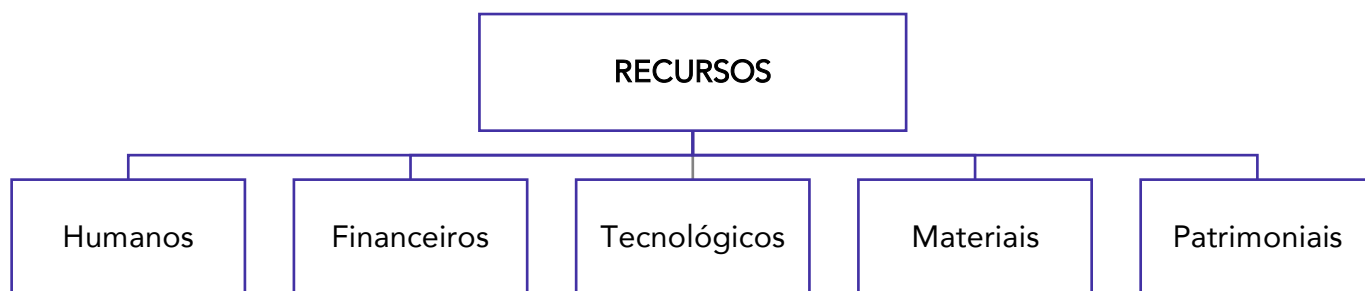 RECURSOS
Humanos
Financeiros
Tecnológicos
Materiais
Patrimoniais